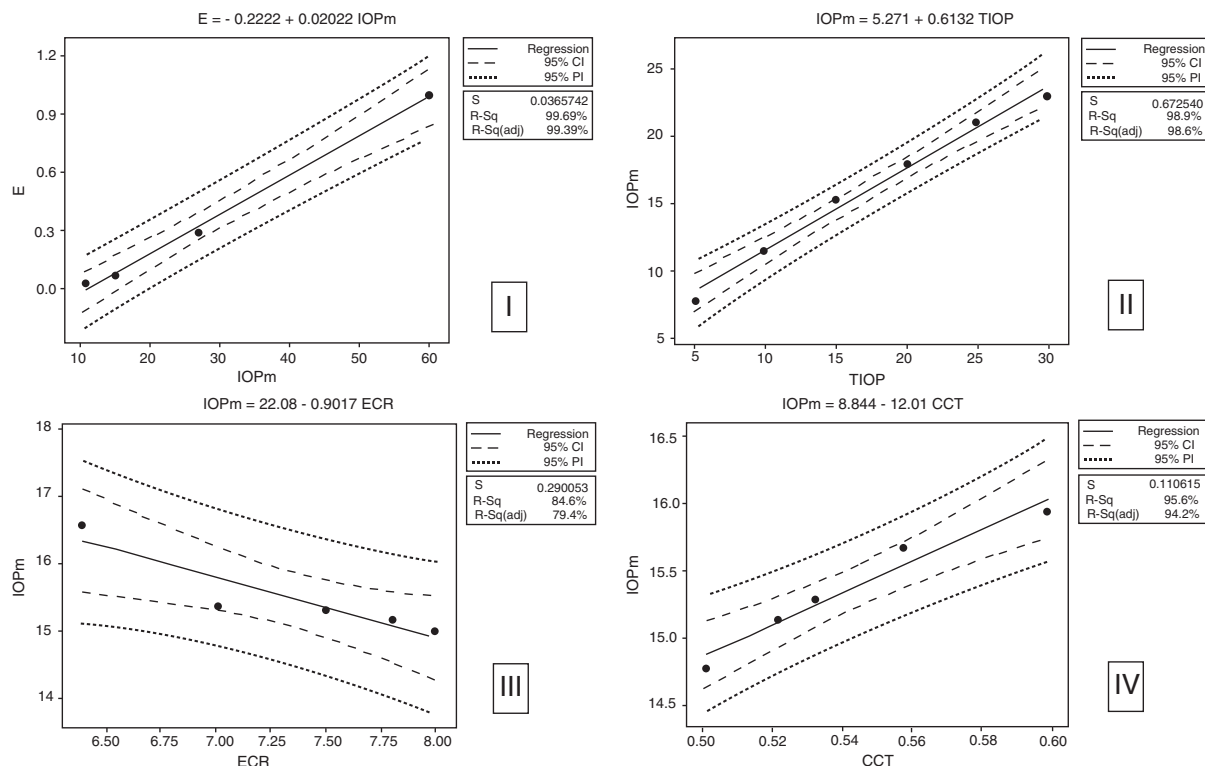 E = - 0.2222 + 0.02022 IOPm
1.2
0.9
0.6
0.3
0.0
E
10 20 30 40 50 60
IOPm
Regression
95% CI
95% PI
S 0.0365742
R-Sq 99.69%
R-Sq(adj) 99.39%
I
IOPm = 5.271 + 0.6132 TIOP
25
20
15
10
5
IOPm
5 10 15 20 25 30
TIOP
Regression
95% CI
95% PI
S 0.672540
R-Sq 98.9%
R-Sq(adj) 98.6%
II
IOPm = 22.08 - 0.9017 ECR
18
17
16
15
14
IOPm
6.50 6.75 7.00 7.25 7.50 7.75 8.00
ECR
Regression
95% CI
95% PI
S 0.290053
R-Sq 84.6%
R-Sq(adj) 79.4%
III
IOPm = 8.844 - 12.01 CCT
16.5
16.0
15.5
15.0
14.5
IOPm
0.50 0.52 0.54 0.56 0.58 0.60
CCT
Regression
95% CI
95% PI
S 0.110615
R-Sq 95.6%
R-Sq(adj) 94.2%
IV